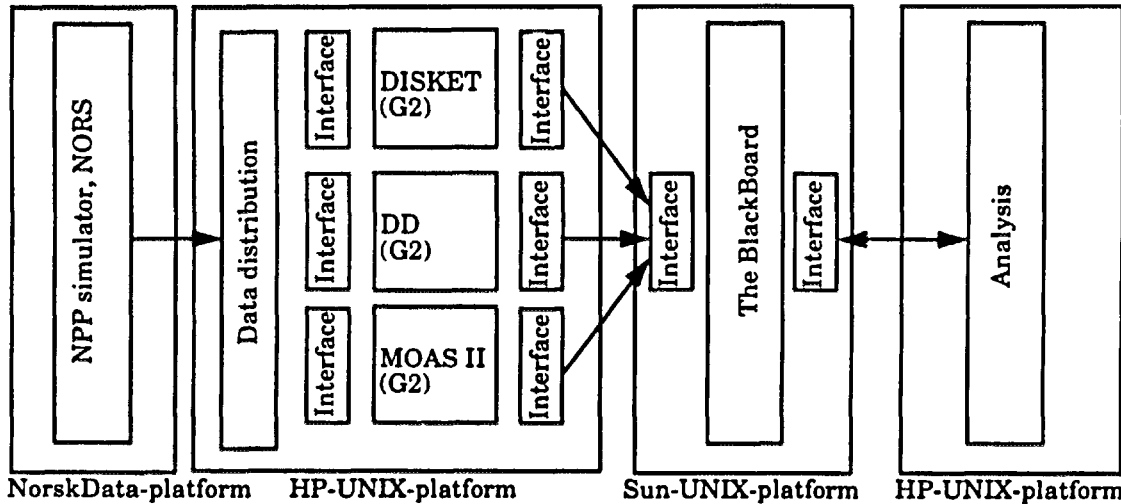 NPP simulator, NORS
Data distribution
Interface
DISKET
(G2)
Interface
Interface
DD
(G2)
Interface
Interface
MOAS II
(G2)
Interface
Interface
The BlackBoard
Interface
Analysis
NorskData-platform
HP-UNIX-platform
Sun-UNIX-platform
HP-UNIX-platform